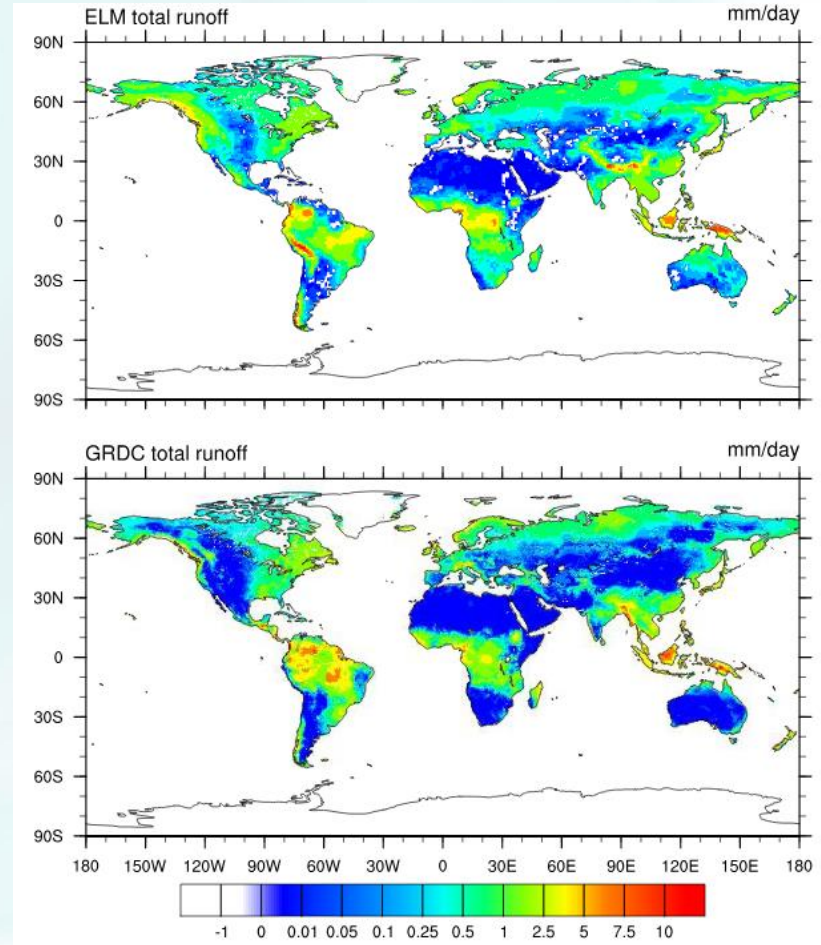 ELM total runoff mm/day
90N
60N
30N
0
30S
60S
90S
GRDC total runoff mm/day
90N
60N
30N
0
30S
60S
90S
180 150W 120W 90W 60W 30W 0 30E 60E 90E 120E 150E 180
-1 0 0.01 0.05 0.1 0.25 0.5 1 2.5 5 7.5 10